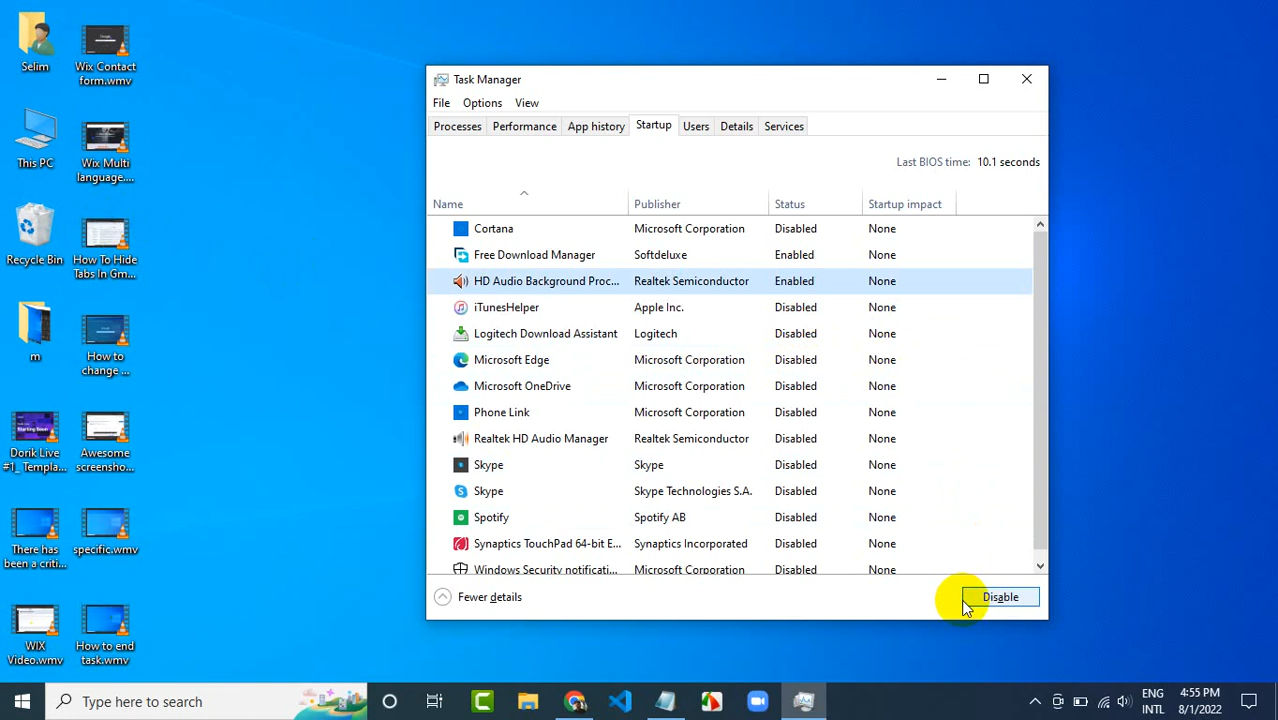 Selim
Wix Contact
form.wmv
This PC
Wix Multi
language....
Recycle Bin
How To Hide
Tabs In Gm...
m
How to
change ...
Dorik Live
#1_ Templa...
Awesome
screensho...
There has
been a criti...
specific.wmv
WIX
Video.wmv
How to end
task.wmv
Task Manager
File Options View
Processes Performance App history Startup Users Details Services
Last BIOS time: 10.1 seconds
Name Publisher Status Startup impact
Cortana Microsoft Corporation Disabled None
Free Download Manager Softdeluxe Enabled None
HD Audio Background Proc... Realtek Semiconductor Enabled None
iTunesHelper Apple Inc. Disabled None
Logitech Download Assistant Logitech Disabled None
Microsoft Edge Microsoft Corporation Disabled None
Microsoft OneDrive Microsoft Corporation Disabled None
Phone Link Microsoft Corporation Disabled None
Realtek HD Audio Manager Realtek Semiconductor Disabled None
Skype Skype Disabled None
Skype Skype Technologies S.A. Disabled None
Spotify Spotify AB Disabled None
Synaptics TouchPad 64-bit E... Synaptics Incorporated Disabled None
Windows Security notificati... Microsoft Corporation Disabled None
Fewer details Disable
Type here to search
ENG
INTL
4:55 PM
8/1/2022